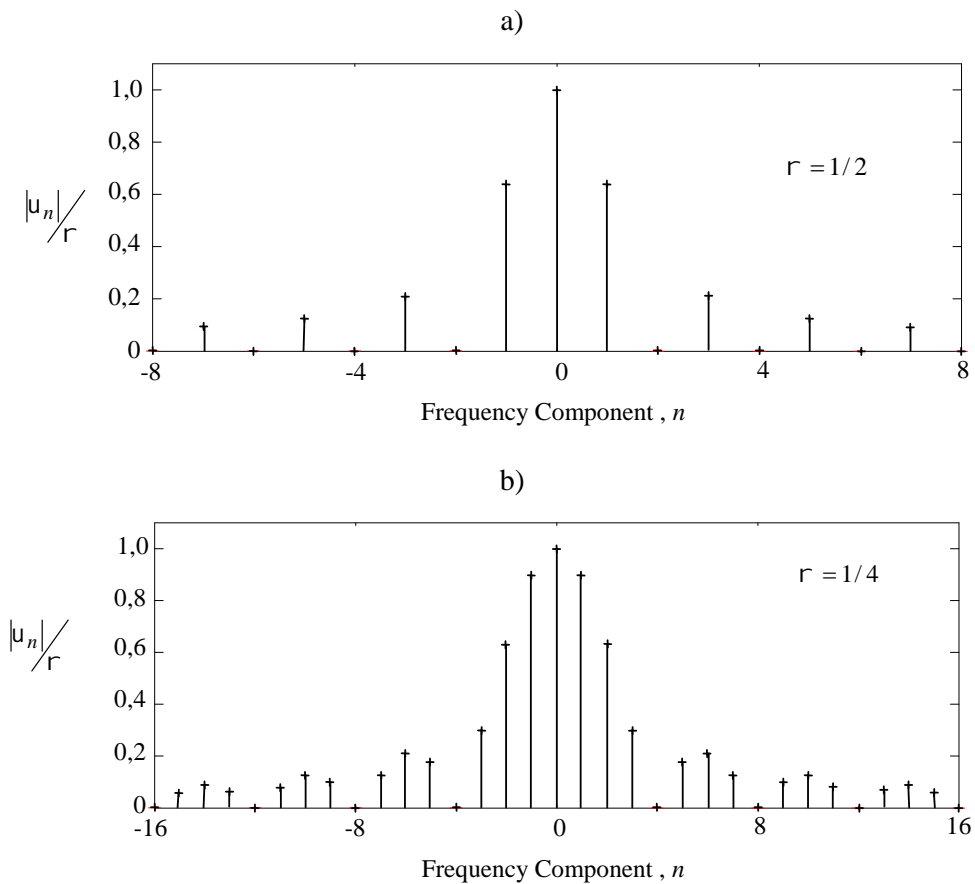 a)
1,0
0,8
0,6
0,4
0,2
0
|u_n|/r
r = 1/2
-8 -4 0 4 8
Frequency Component , n
b)
1,0
0,8
0,6
0,4
0,2
0
|u_n|/r
r = 1/4
-16 -8 0 8 16
Frequency Component , n